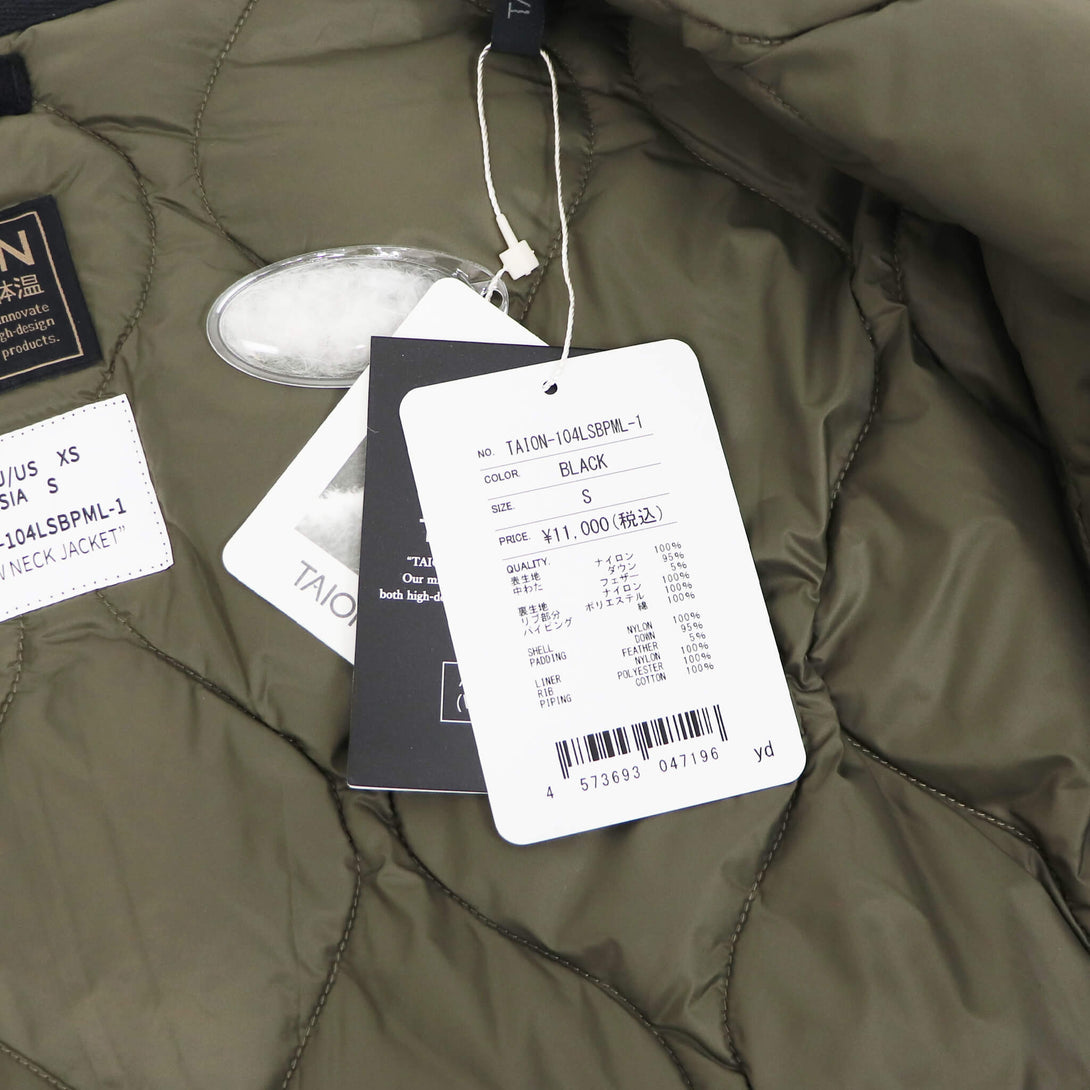 N
体温
innovate
gh-design
products.
J/US XS
SIA S
-104LSBPML-1
NECK JACKET"
TAION
"TAIO
Our m
both high-de
NO. TAION-104LSBPML-1
COLOR. BLACK
SIZE. S
PRICE. ¥11,000(税込)
QUALITY.
表生地 ナイロン 100%
中わた ダウン 95%
フェザー 5%
裏生地 ナイロン 100%
リブ部分 ポリエステル 100%
パイピング 綿 100%
SHELL NYLON 100%
PADDING DOWN 95%
FEATHER 5%
LINER NYLON 100%
RIB POLYESTER 100%
PIPING COTTON 100%
4 573693 047196
yd